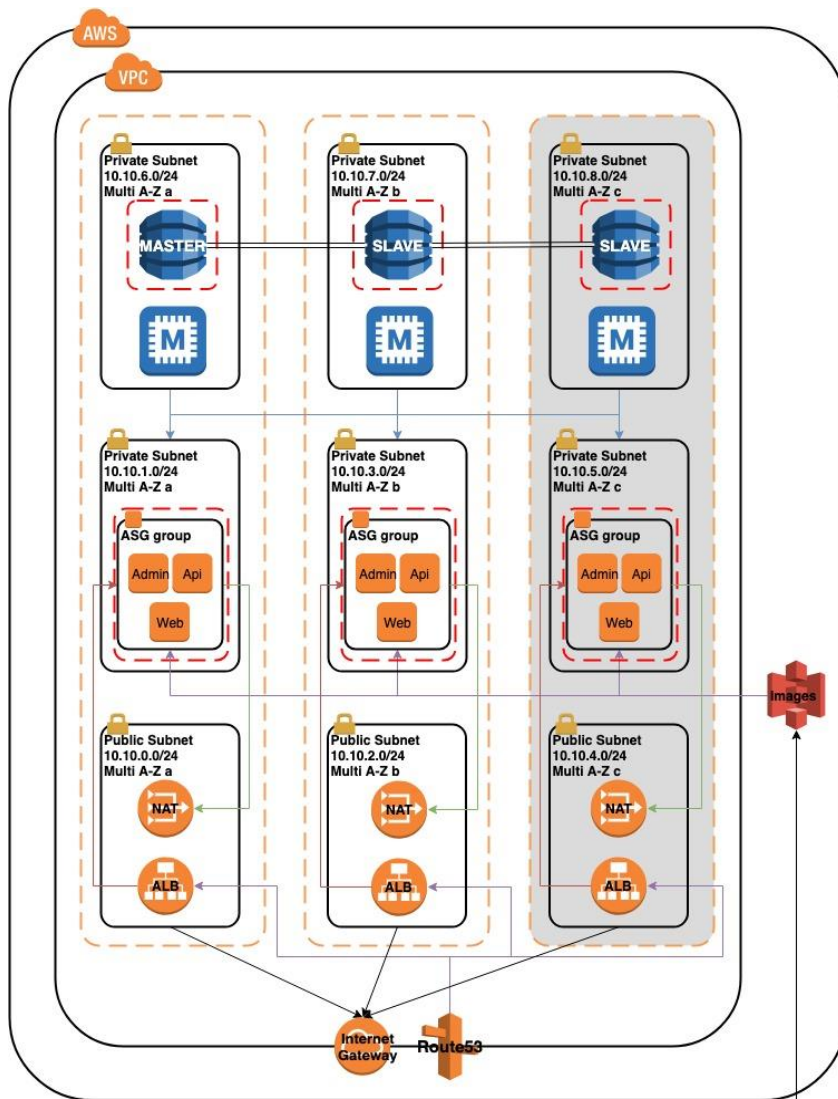 AWS
VPC
Private Subnet
10.10.6.0/24
Multi A-Z a
MASTER
M
Private Subnet
10.10.7.0/24
Multi A-Z b
SLAVE
M
Private Subnet
10.10.8.0/24
Multi A-Z c
SLAVE
M
Private Subnet
10.10.1.0/24
Multi A-Z a
ASG group
Admin
Api
Web
Private Subnet
10.10.3.0/24
Multi A-Z b
ASG group
Admin
Api
Web
Private Subnet
10.10.5.0/24
Multi A-Z c
ASG group
Admin
Api
Web
Images
Public Subnet
10.10.0.0/24
Multi A-Z a
NAT
ALB
Public Subnet
10.10.2.0/24
Multi A-Z b
NAT
ALB
Public Subnet
10.10.4.0/24
Multi A-Z c
NAT
ALB
Internet
Gateway
Route53